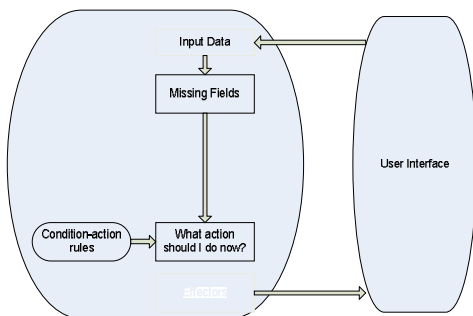 Input Data
Missing Fields
User Interface
Condition-action
rules
What action
should I do now?
Effectors